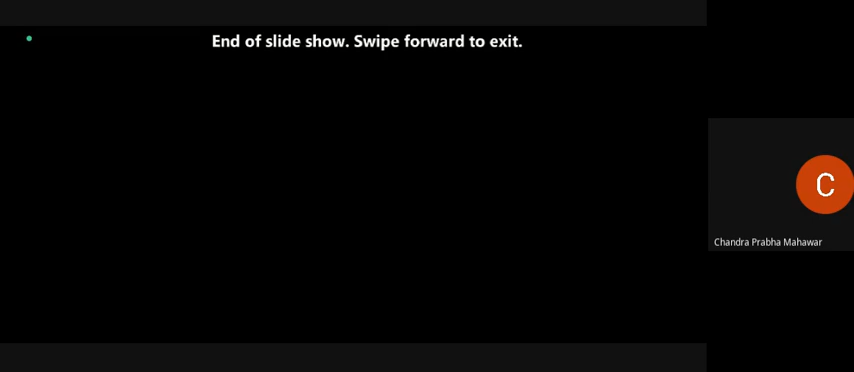 End of slide show. Swipe forward to exit.
C
Chandra Prabha Mahawar